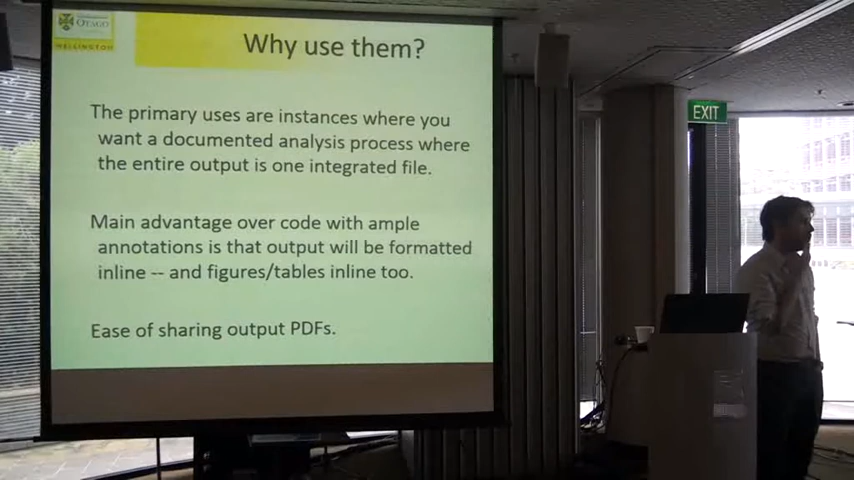 OTAGO
WELLINGTON
Why use them?
The primary uses are instances where you
want a documented analysis process where
the entire output is one integrated file.
Main advantage over code with ample
annotations is that output will be formatted
inline -- and figures/tables inline too.
Ease of sharing output PDFs.
EXIT